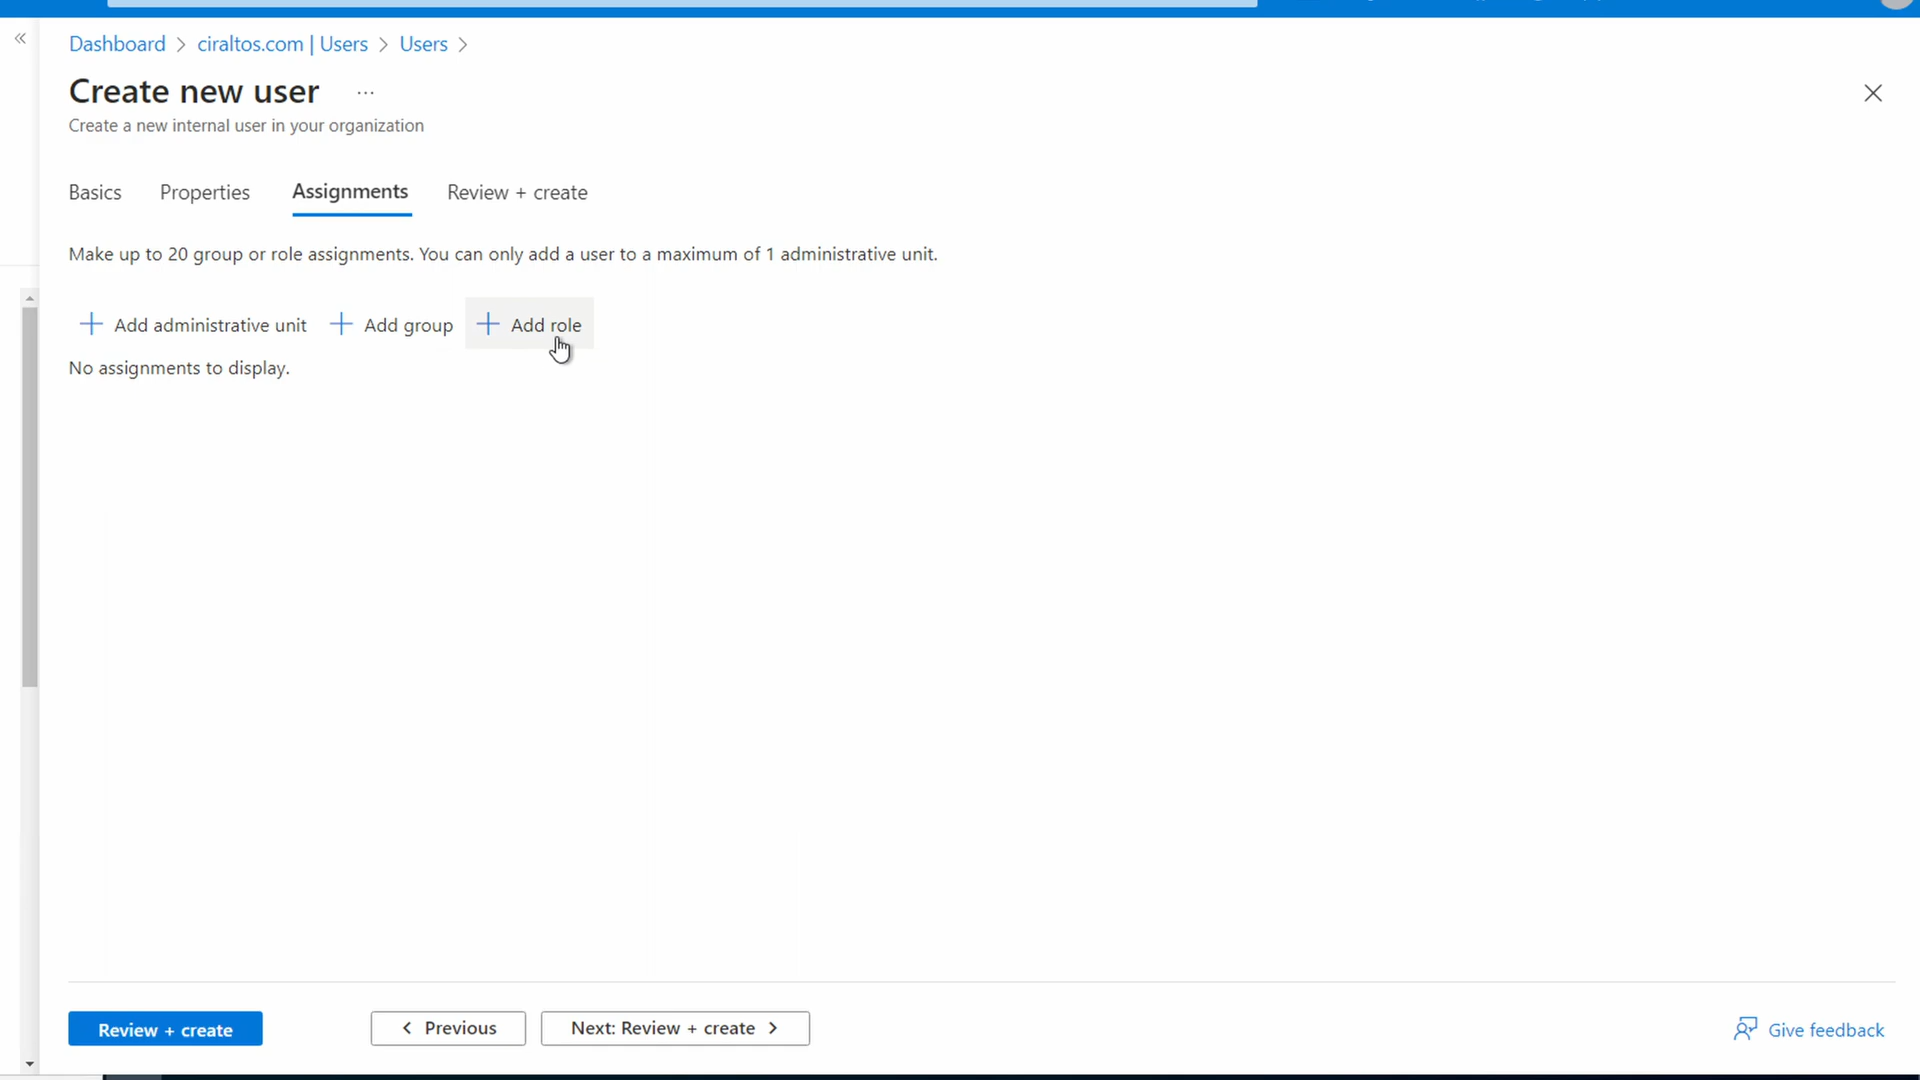 Dashboard > ciraltos.com | Users > Users >
Create new user ...
Create a new internal user in your organization
Basics Properties Assignments Review + create
Make up to 20 group or role assignments. You can only add a user to a maximum of 1 administrative unit.
+ Add administrative unit + Add group + Add role
No assignments to display.
Review + create < Previous Next: Review + create > Give feedback